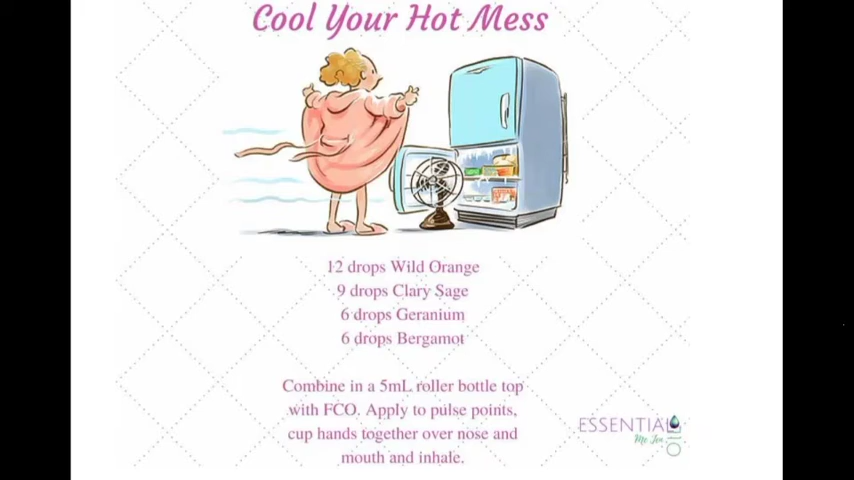 Cool Your Hot Mess
12 drops Wild Orange
9 drops Clary Sage
6 drops Geranium
6 drops Bergamot
Combine in a 5mL roller bottle top
with FCO. Apply to pulse points,
cup hands together over nose and
mouth and inhale.
ESSENTIAL
OIL